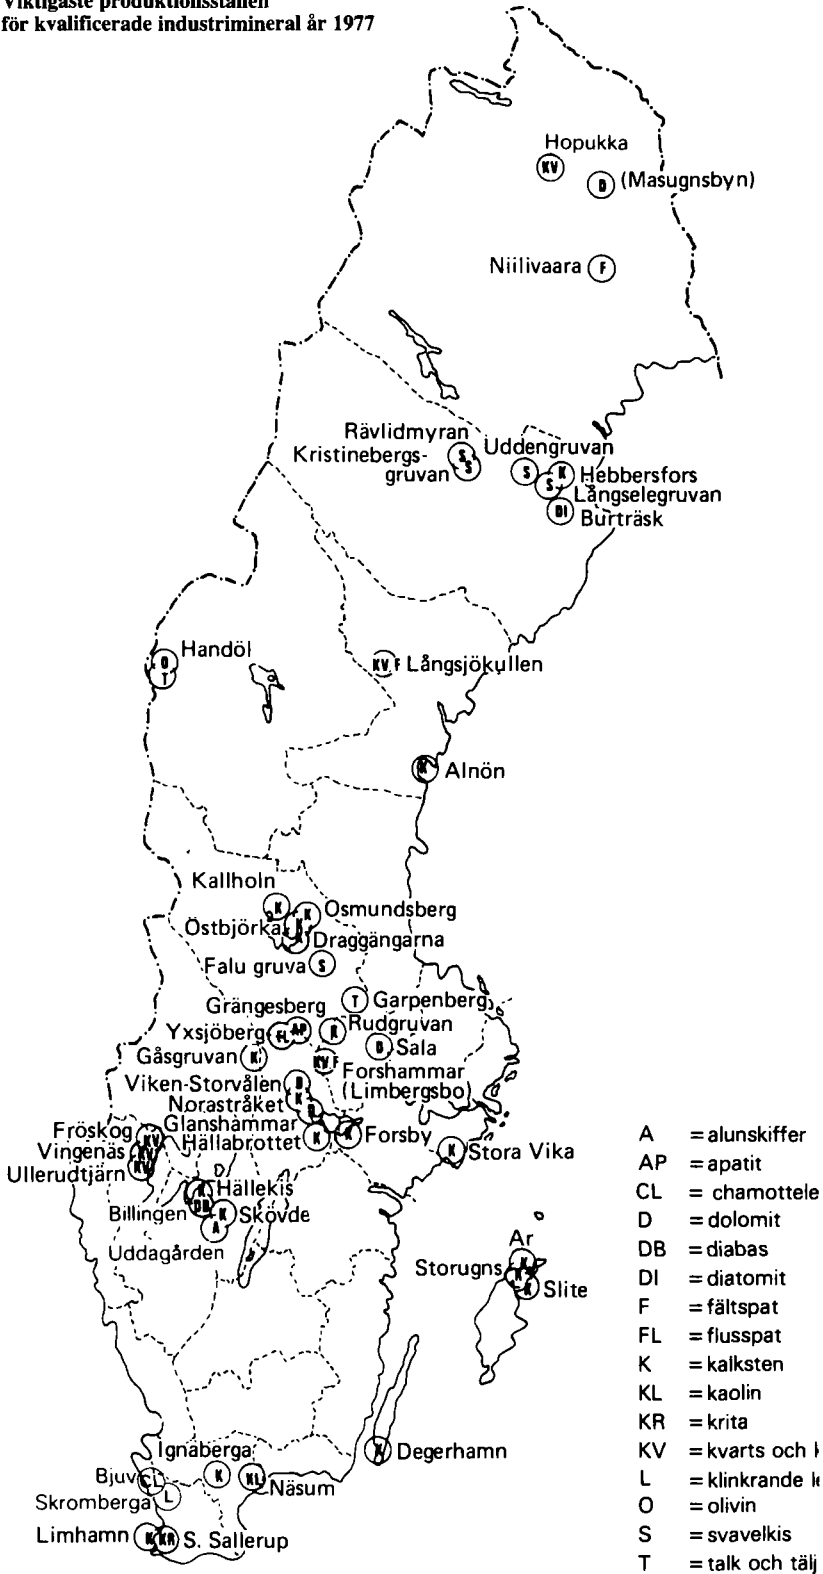 Viktigaste produktionsställen
för kvalificerade industrimineral år 1977
Hopukka
KV
D (Masugnsbyn)
Niilivaara F
Rävlidmyran
S
Uddengruvan
Kristinebergs-
gruvan S
S
K Hebbersfors
S Långselegruvan
DI Burträsk
Handöl
O
T
KV F Långsjökullen
K Alnön
Kallholn
K
K Osmundsberg
Östbjörka K
K Draggängarna
Falu gruva S
T Garpenberg
Grängesberg
AP
K Rudgruvan
Yxsjöberg FL
D Sala
Gåsgruvan K
KV F Forshammar
(Limbergsbo)
Viken-Storvålen D
Norastråket K
Glanshammar D
Hällabrottet K
K Forsby
Fröskog KV
Vingenäs KV
Ullerudtjärn KV
K Stora Vika
K Hällekis
Billingen DB
K Skövde
A
Uddagården
Ar
K
Storugns K
K Slite
K Degerhamn
Ignaberga
K
Bjuv CL
KL Näsum
Skromberga L
Limhamn K
KR S. Sallerup
A = alunskiffer
AP = apatit
CL = chamottele
D = dolomit
DB = diabas
DI = diatomit
F = fältspat
FL = flusspat
K = kalksten
KL = kaolin
KR = krita
KV = kvarts och
L = klinkrande
O = olivin
S = svavelkis
T = talk och tälj